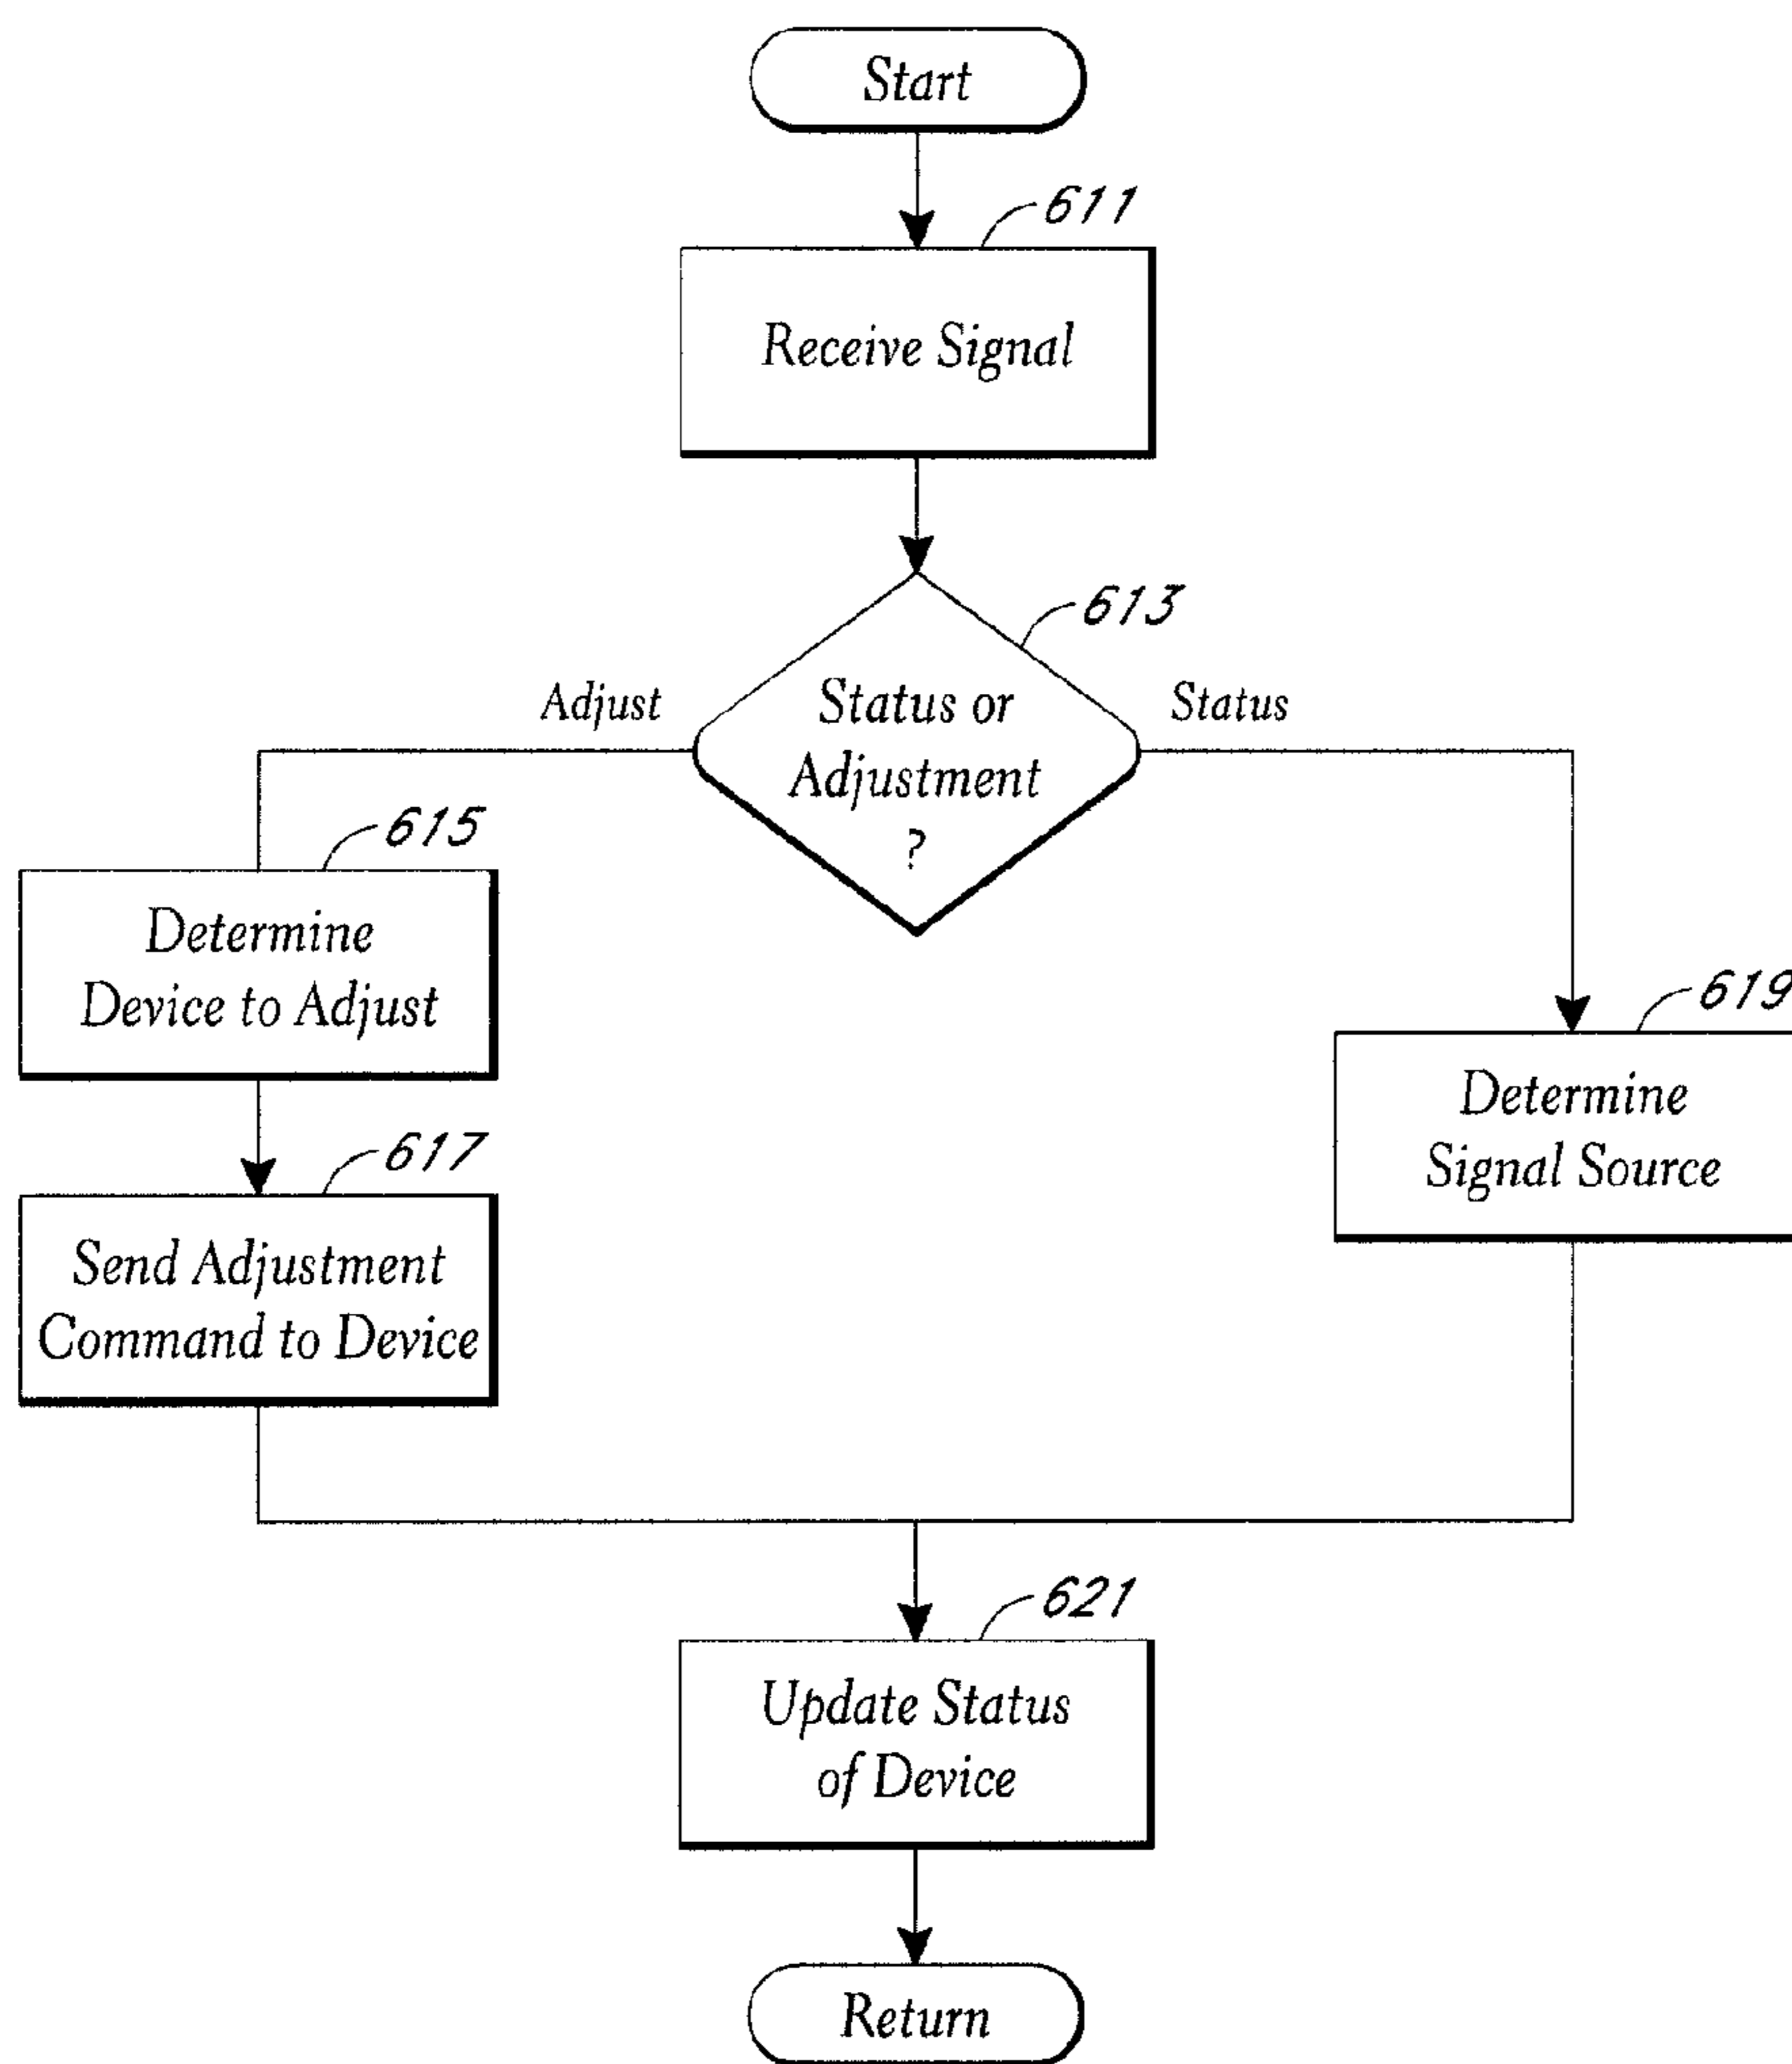 Start
611
Receive Signal
613
Adjust
Status or
Adjustment
?
Status
615
Determine
Device to Adjust
617
Send Adjustment
Command to Device
619
Determine
Signal Source
621
Update Status
of Device
Return